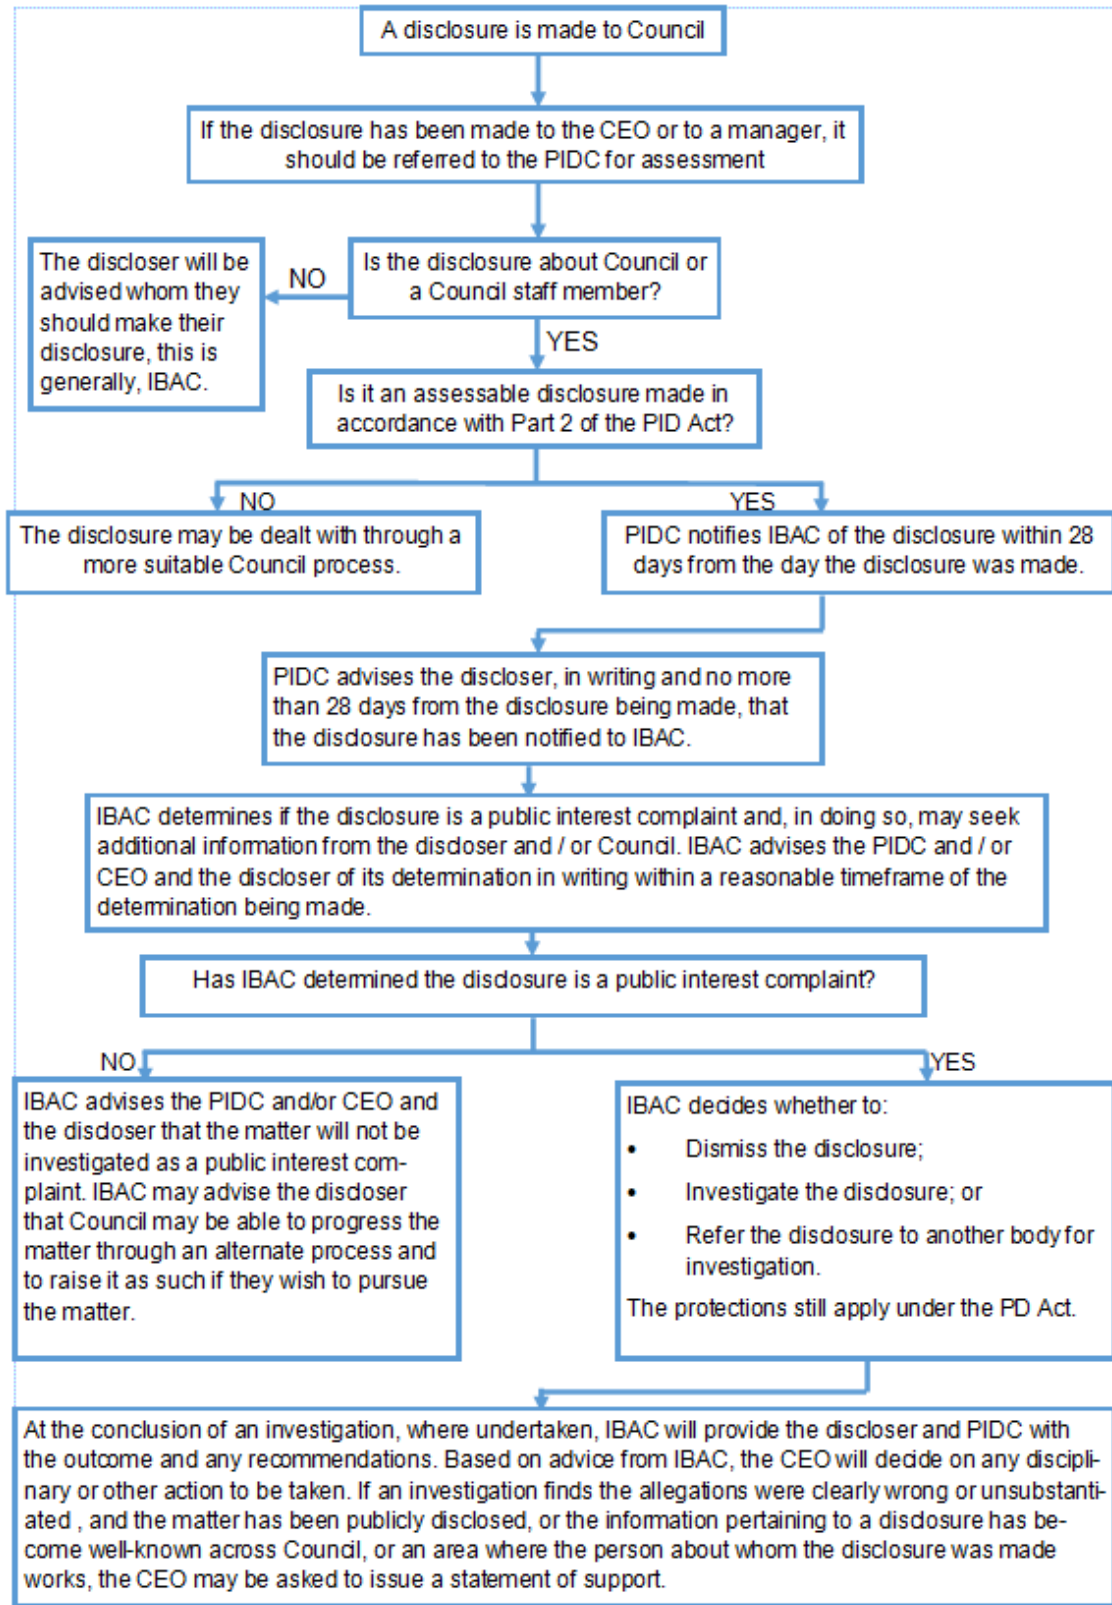 A disclosure is made to Council
If the disclosure has been made to the CEO or to a manager, it
should be referred to the PIDC for assessment
Is the disclosure about Council or
a Council staff member?
NO
The discloser will be
advised whom they
should make their
disclosure, this is
generally, IBAC.
YES
Is it an assessable disclosure made in
accordance with Part 2 of the PID Act?
NO
YES
The disclosure may be dealt with through a
more suitable Council process.
PIDC notifies IBAC of the disclosure within 28
days from the day the disclosure was made.
PIDC advises the discloser, in writing and no more
than 28 days from the disclosure being made, that
the disclosure has been notified to IBAC.
IBAC determines if the disclosure is a public interest complaint and, in doing so, may seek
additional information from the discloser and / or Council. IBAC advises the PIDC and / or
CEO and the discloser of its determination in writing within a reasonable timeframe of the
determination being made.
Has IBAC determined the disclosure is a public interest complaint?
NO
YES
IBAC advises the PIDC and/or CEO and
the discloser that the matter will not be
investigated as a public interest com-
plaint. IBAC may advise the discloser
that Council may be able to progress the
matter through an alternate process and
to raise it as such if they wish to pursue
the matter.
IBAC decides whether to:
• Dismiss the disclosure;
• Investigate the disclosure; or
• Refer the disclosure to another body for
investigation.
The protections still apply under the PD Act.
At the conclusion of an investigation, where undertaken, IBAC will provide the discloser and PIDC with
the outcome and any recommendations. Based on advice from IBAC, the CEO will decide on any discipli-
nary or other action to be taken. If an investigation finds the allegations were clearly wrong or unsubstanti-
ated , and the matter has been publicly disclosed, or the information pertaining to a disclosure has be-
come well-known across Council, or an area where the person about whom the disclosure was made
works, the CEO may be asked to issue a statement of support.